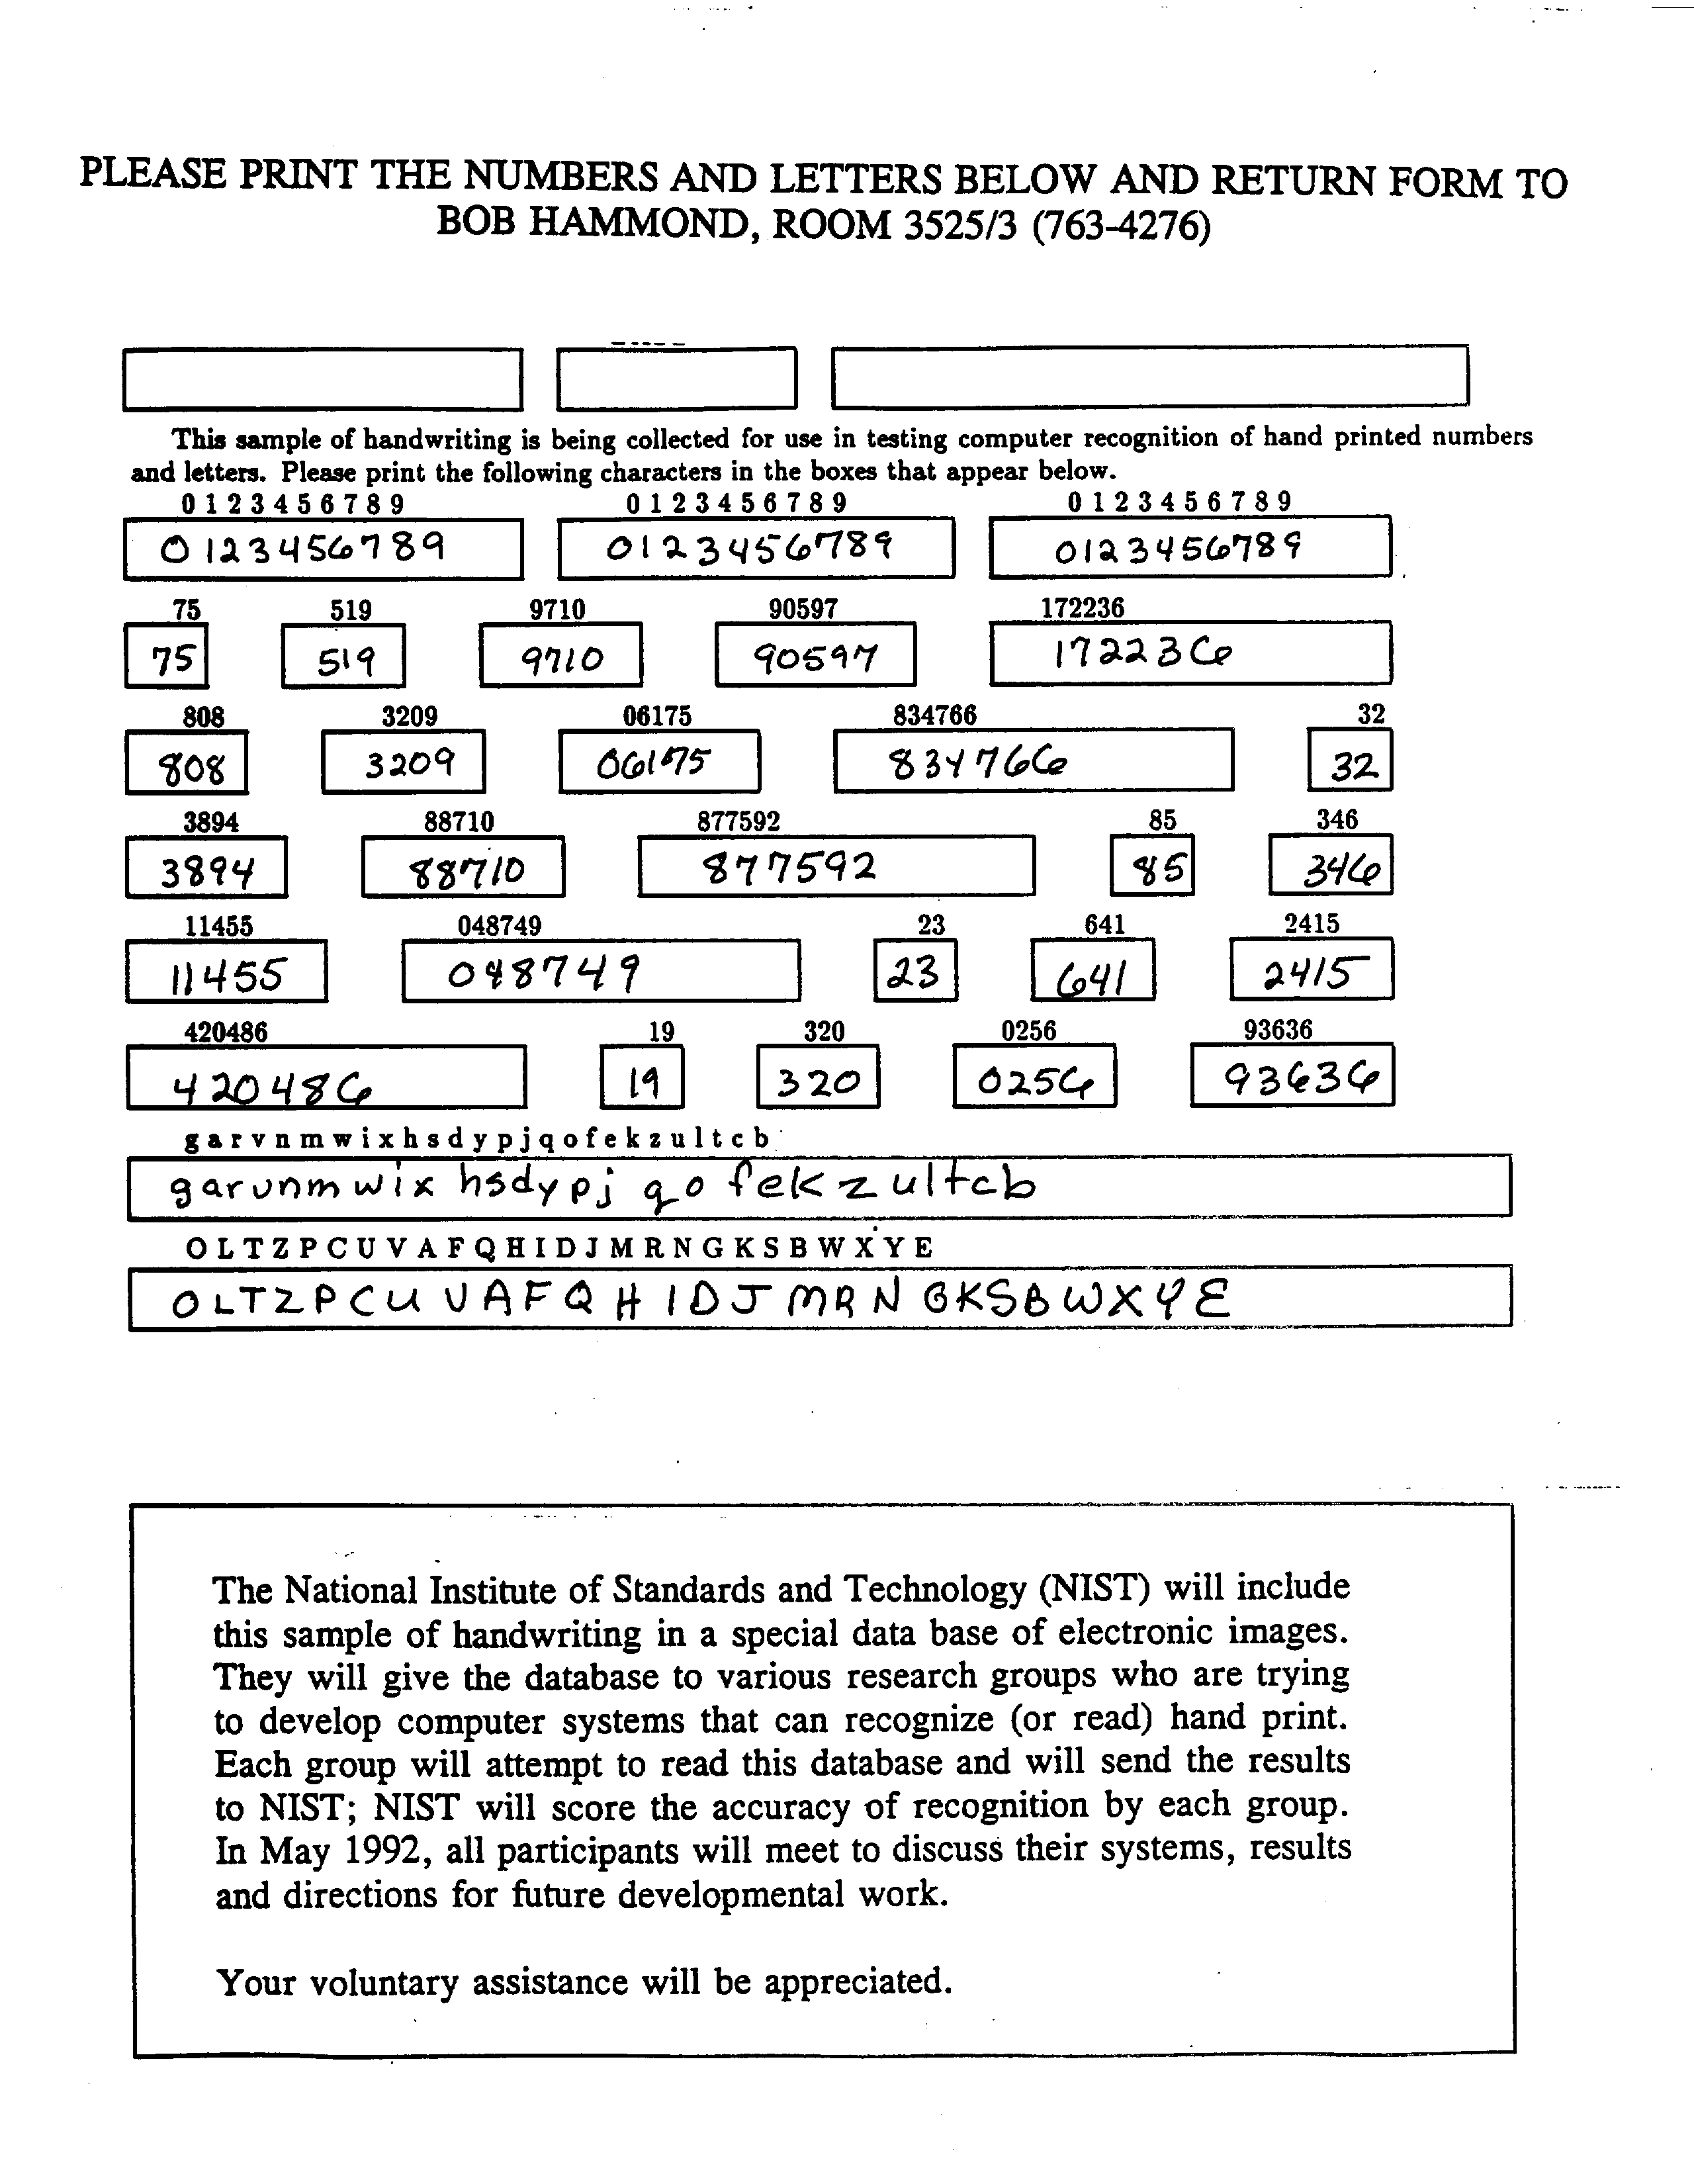 PLEASE PRINT THE NUMBERS AND LETTERS BELOW AND RETURN FORM TO
BOB HAMMOND, ROOM 3525/3 (763-4276)
This sample of handwriting is being collected for use in testing computer recognition of hand printed numbers
and letters. Please print the following characters in the boxes that appear below.
0 1 2 3 4 5 6 7 8 9 0 1 2 3 4 5 6 7 8 9 0 1 2 3 4 5 6 7 8 9
0123456789 0123456789 0123456789
75 519 9710 90597 172236
75 519 9710 90597 172236
808 3209 06175 834766 32
808 3209 06175 834766 32
3894 88710 877592 85 346
3894 88710 877592 85 346
11455 048749 23 641 2415
11455 048749 23 641 2415
420486 19 320 0256 93636
420486 19 320 0256 93636
g a r v n m w i x h s d y p j q o f e k z u l t c b
garvnmwix hsdypj qo fekzultcb
O L T Z P C U V A F Q H I D J M R N G K S B W X Y E
OLTZPCUVAFQHIDJMRNGKSBWXYE
The National Institute of Standards and Technology (NIST) will include
this sample of handwriting in a special data base of electronic images.
They will give the database to various research groups who are trying
to develop computer systems that can recognize (or read) hand print.
Each group will attempt to read this database and will send the results
to NIST; NIST will score the accuracy of recognition by each group.
In May 1992, all participants will meet to discuss their systems, results
and directions for future developmental work.
Your voluntary assistance will be appreciated.